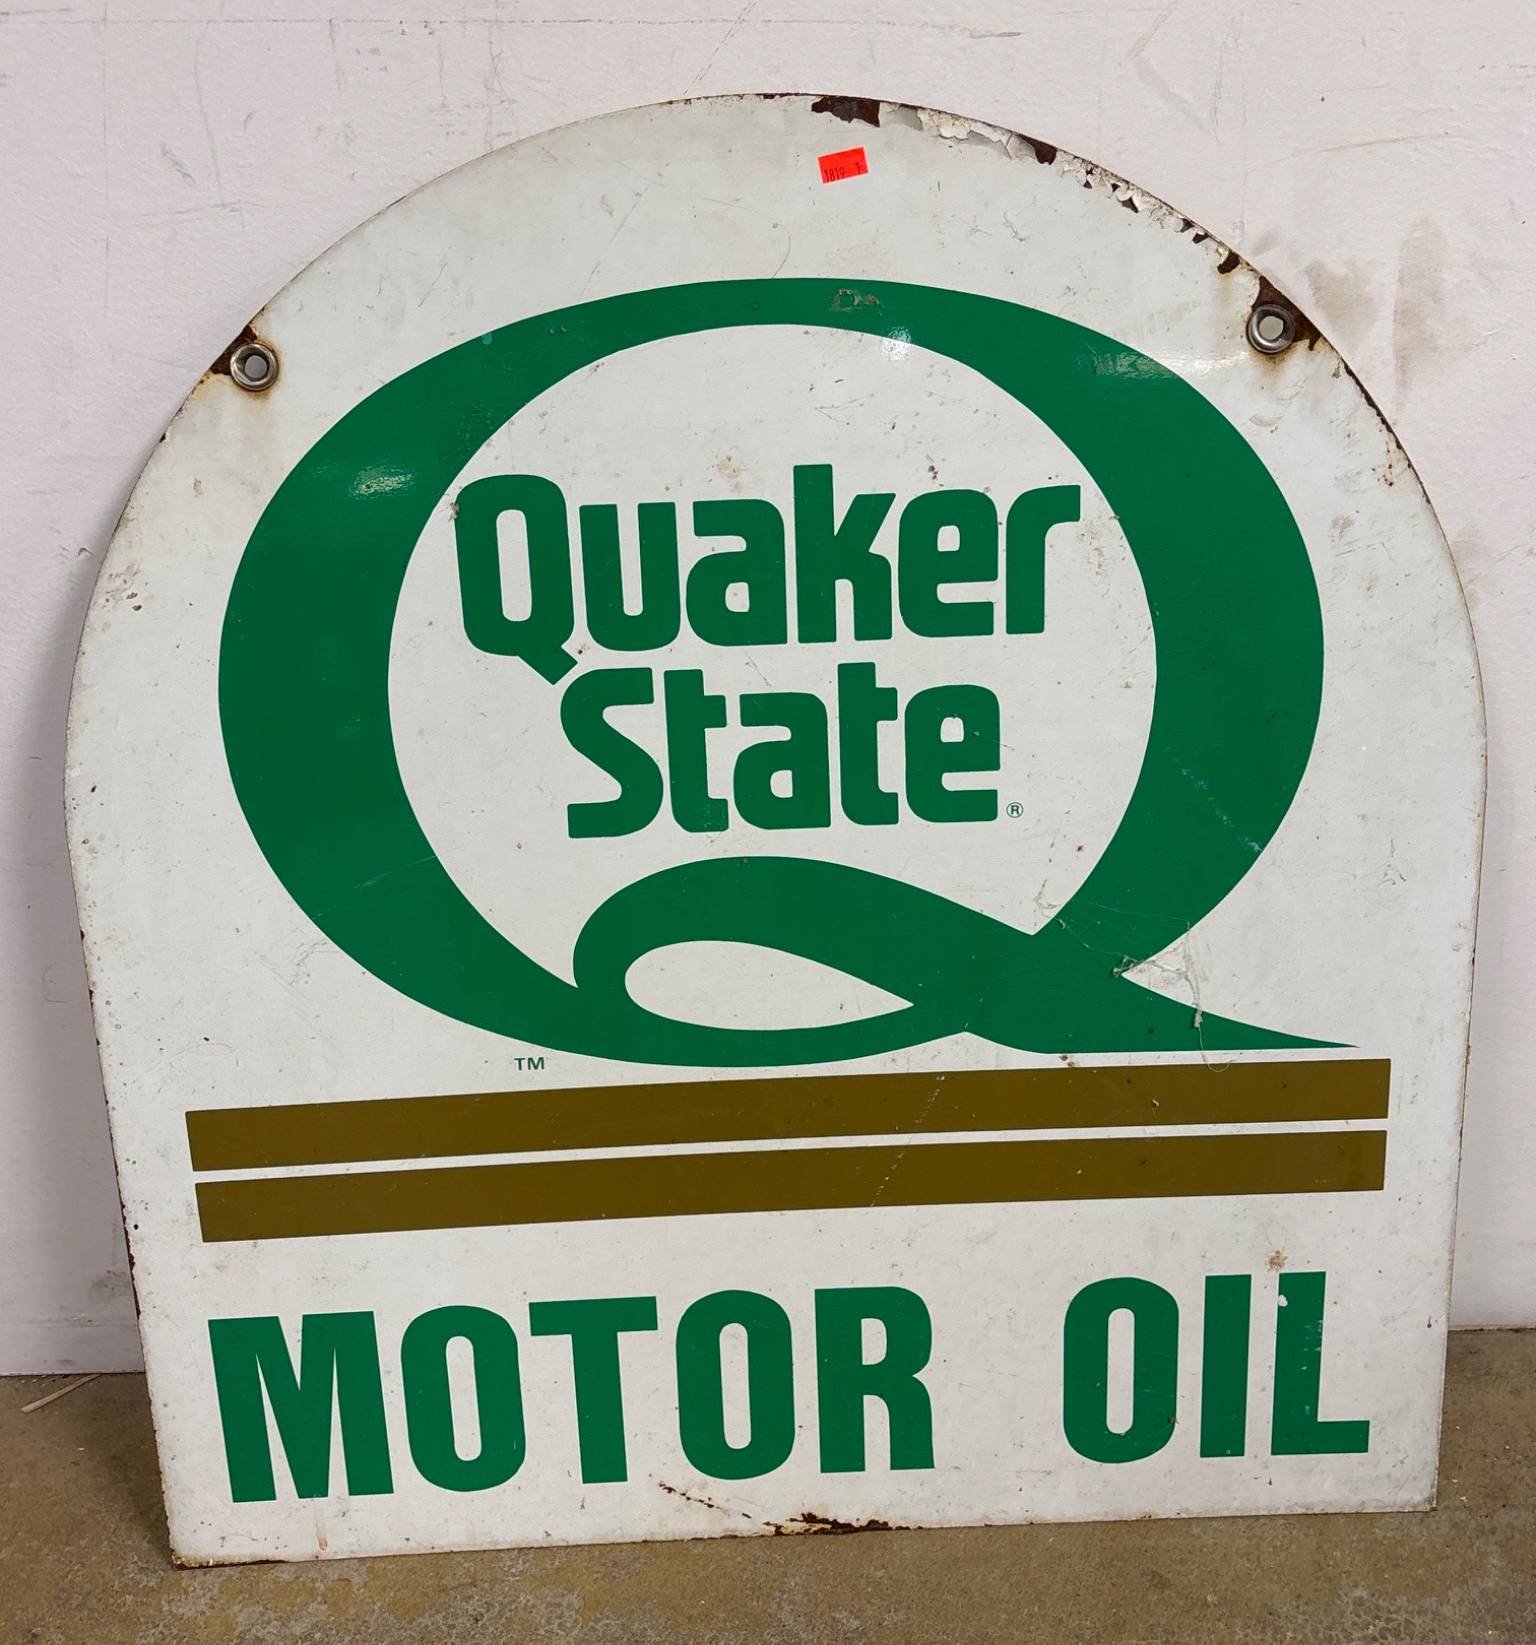 1819 1
Quaker
State ®
TM
MOTOR OIL